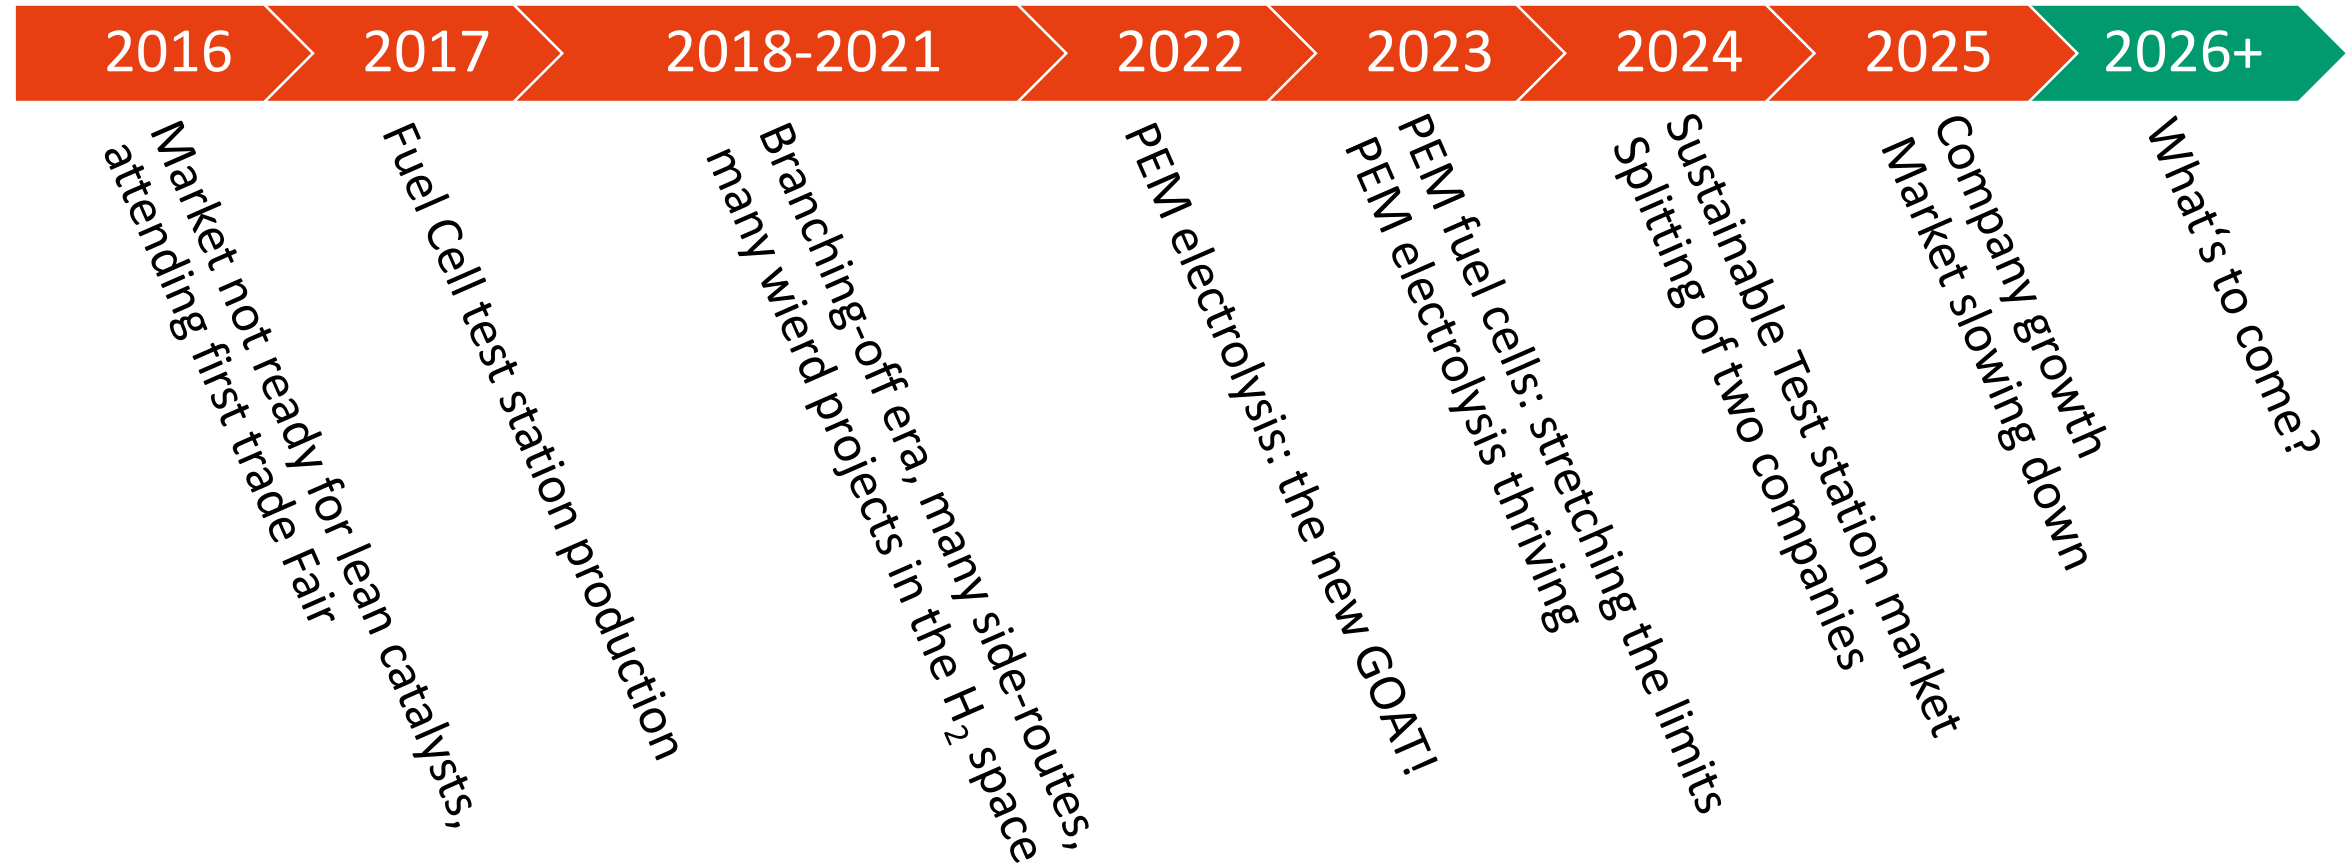 2016
2017
2018-2021
2022
2023
2024
2025
2026+
Market not ready for lean catalysts,
attending first trade Fair
Fuel Cell test station production
Branching-off era, many side-routes,
many wierd projects in the H₂ space
PEM electrolysis: the new GOAT!
PEM fuel cells: stretching the limits
PEM electrolysis thriving
Sustainable Test station market
Splitting of two companies
Company growth
Market slowing down
What‘s to come?